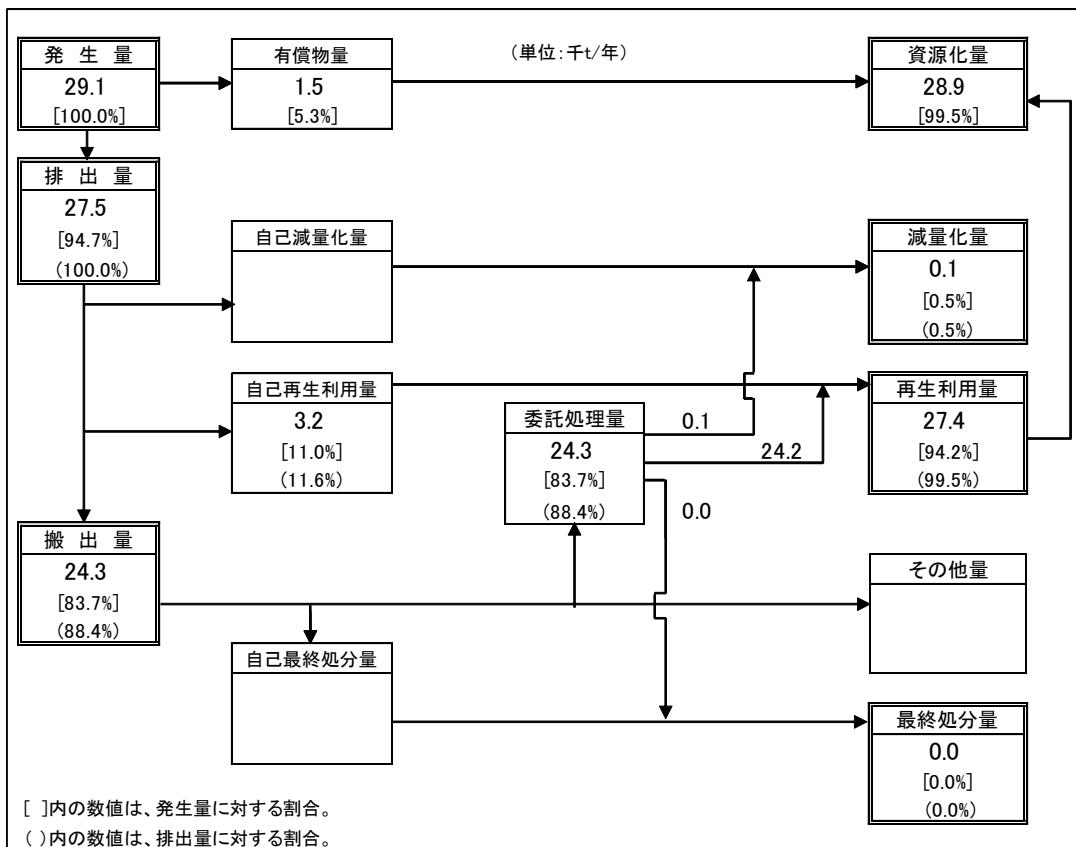 発 生 量
29.1
[100.0%]
有償物量
1.5
[5.3%]
(単位:千t/年)
資源化量
28.9
[99.5%]
排 出 量
27.5
[94.7%]
(100.0%)
自己減量化量
減量化量
0.1
[0.5%]
(0.5%)
自己再生利用量
3.2
[11.0%]
(11.6%)
委託処理量
24.3
[83.7%]
(88.4%)
0.1
24.2
0.0
再生利用量
27.4
[94.2%]
(99.5%)
搬 出 量
24.3
[83.7%]
(88.4%)
その他量
自己最終処分量
最終処分量
0.0
[0.0%]
(0.0%)
[ ]内の数値は、発生量に対する割合。
( )内の数値は、排出量に対する割合。